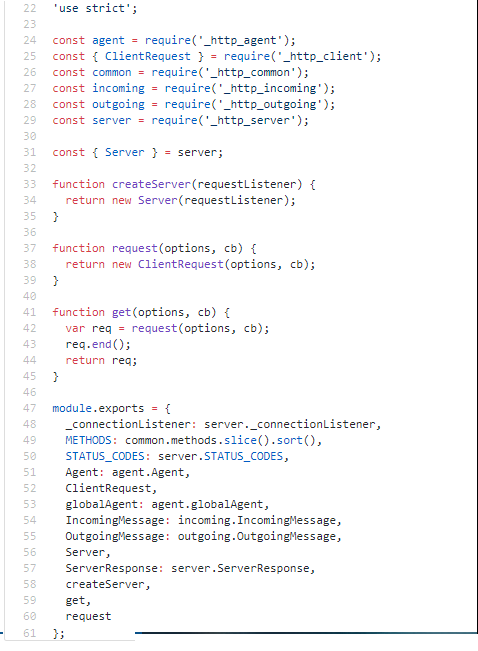 22 'use strict';
23
24 const agent = require('_http_agent');
25 const { ClientRequest } = require('_http_client');
26 const common = require('_http_common');
27 const incoming = require('_http_incoming');
28 const outgoing = require('_http_outgoing');
29 const server = require('_http_server');
30
31 const { Server } = server;
32
33 function createServer(requestListener) {
34   return new Server(requestListener);
35 }
36
37 function request(options, cb) {
38   return new ClientRequest(options, cb);
39 }
40
41 function get(options, cb) {
42   var req = request(options, cb);
43   req.end();
44   return req;
45 }
46
47 module.exports = {
48   _connectionListener: server._connectionListener,
49   METHODS: common.methods.slice().sort(),
50   STATUS_CODES: server.STATUS_CODES,
51   Agent: agent.Agent,
52   ClientRequest,
53   globalAgent: agent.globalAgent,
54   IncomingMessage: incoming.IncomingMessage,
55   OutgoingMessage: outgoing.OutgoingMessage,
56   Server,
57   ServerResponse: server.ServerResponse,
58   createServer,
59   get,
60   request
61 };